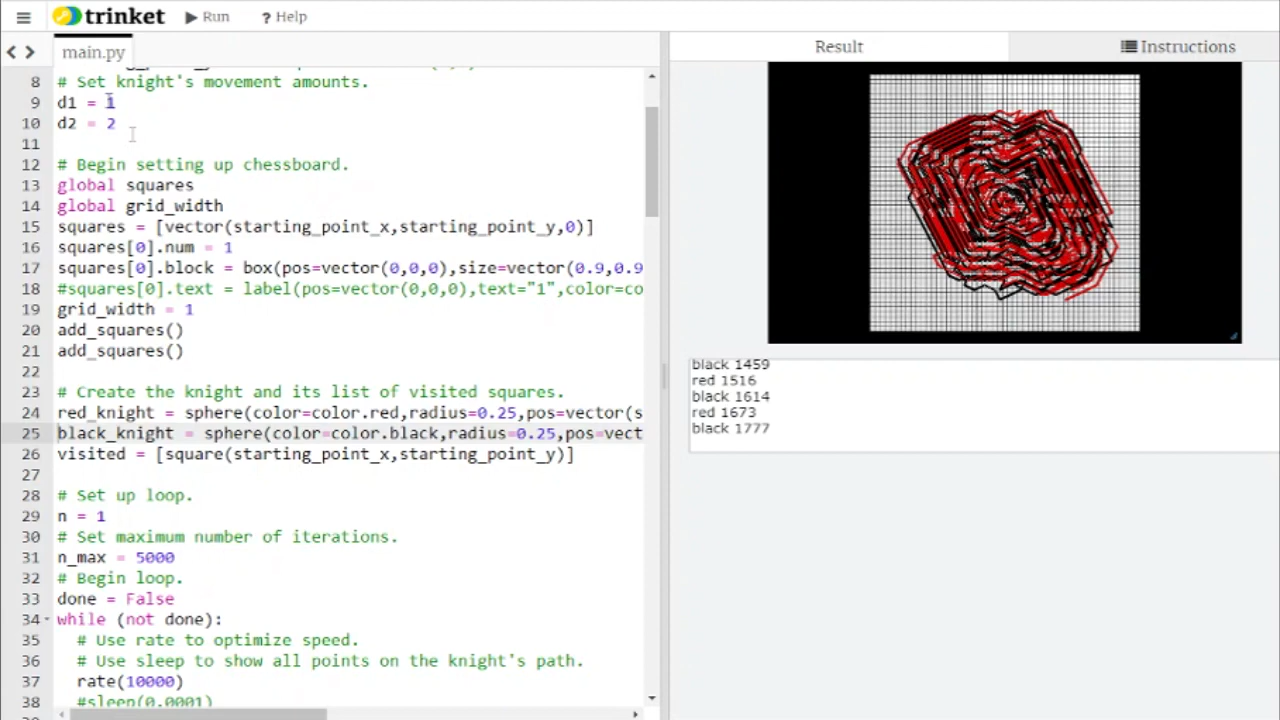 trinket
Run
? Help
main.py
Result
Instructions
8 # Set knight's movement amounts.
9 d1 = 1
10 d2 = 2
11
12 # Begin setting up chessboard.
13 global squares
14 global grid_width
15 squares = [vector(starting_point_x,starting_point_y,0)]
16 squares[0].num = 1
17 squares[0].block = box(pos=vector(0,0,0),size=vector(0.9,0.9
18 #squares[0].text = label(pos=vector(0,0,0),text="1",color=co
19 grid_width = 1
20 add_squares()
21 add_squares()
22
23 # Create the knight and its list of visited squares.
24 red_knight = sphere(color=color.red,radius=0.25,pos=vector(s
25 black_knight = sphere(color=color.black,radius=0.25,pos=vect
26 visited = [square(starting_point_x,starting_point_y)]
27
28 # Set up loop.
29 n = 1
30 # Set maximum number of iterations.
31 n_max = 5000
32 # Begin loop.
33 done = False
34 while (not done):
35 # Use rate to optimize speed.
36 # Use sleep to show all points on the knight's path.
37 rate(10000)
38 #sleep(0.0001)
black 1459
red 1516
black 1614
red 1673
black 1777